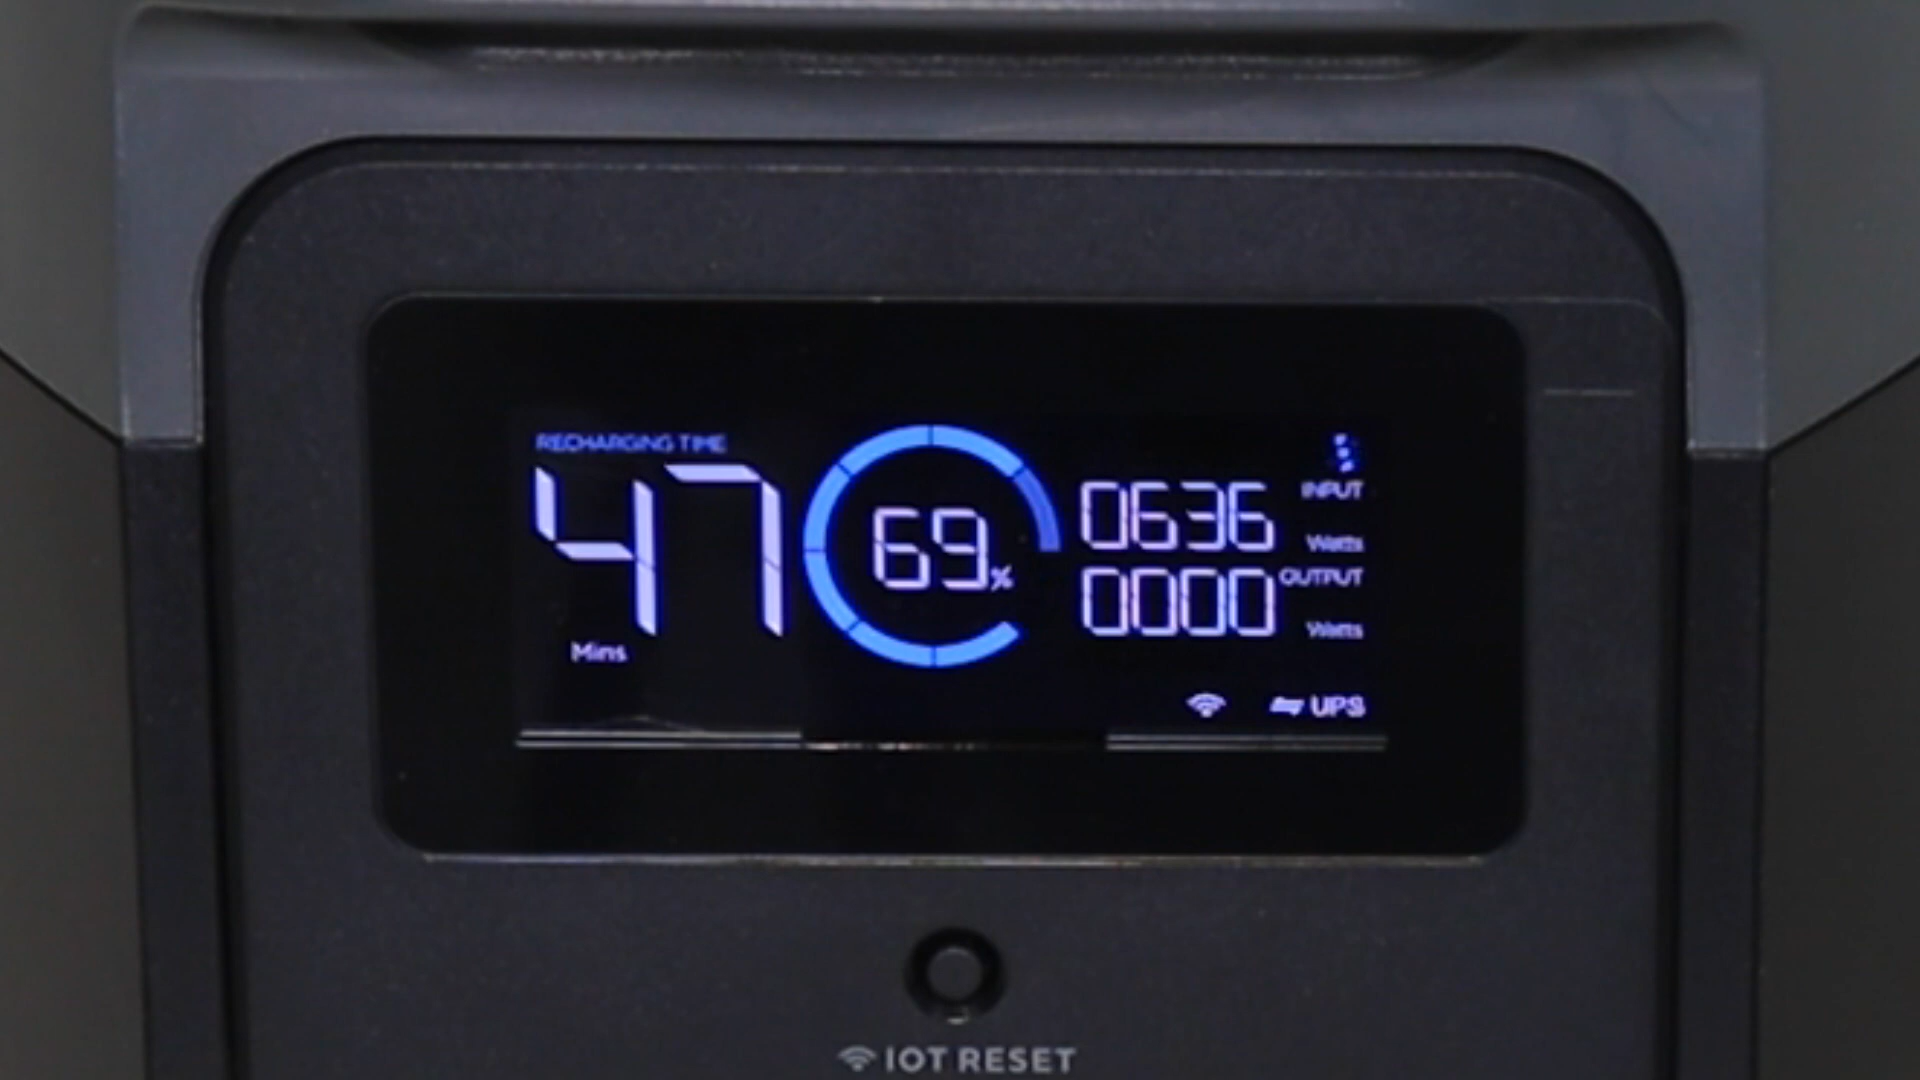 RECHARGING TIME
47
Mins
69%
0636 INPUT Watts
0000 OUTPUT Watts
UPS
IOT RESET